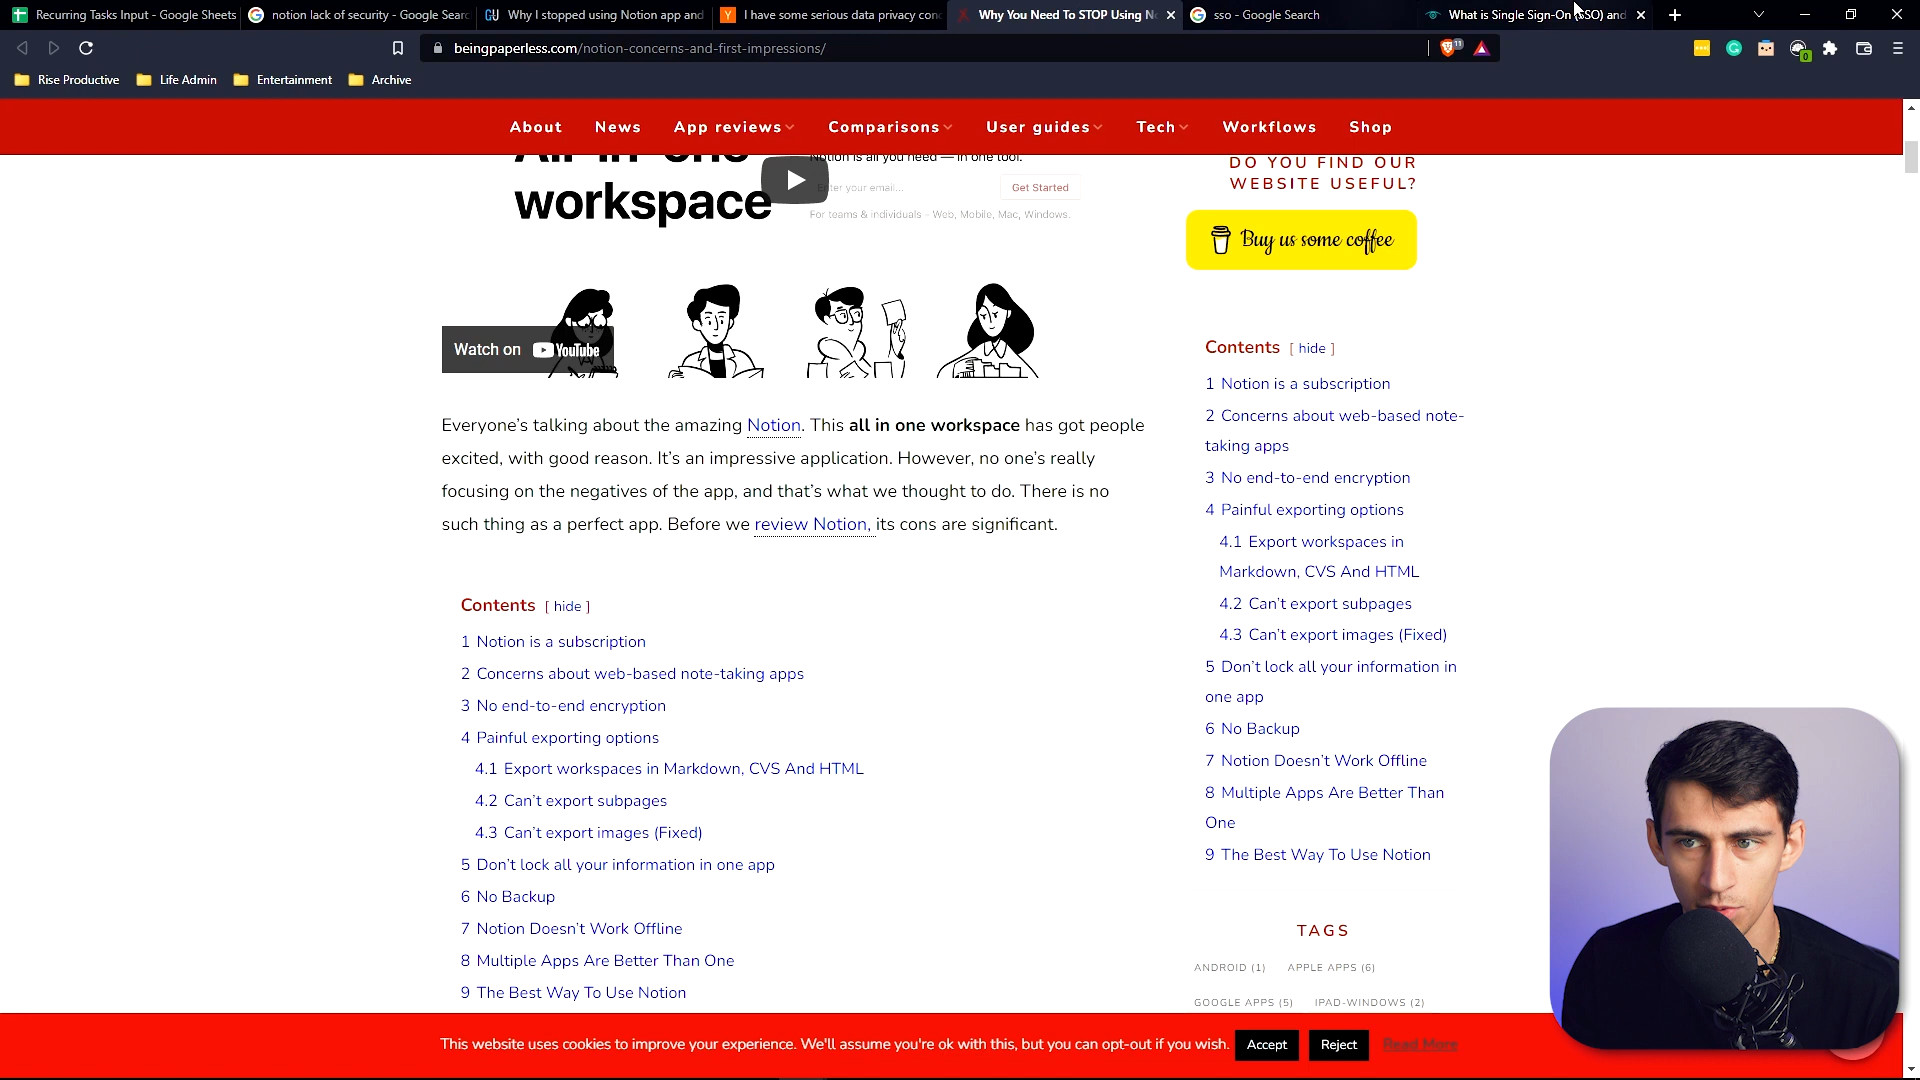 Recurring Tasks Input - Google Sheets
notion lack of security - Google Searc
Why I stopped using Notion app and
I have some serious data privacy conc
Why You Need To STOP Using N
sso - Google Search
What is Single Sign-On (SSO) and
beingpaperless.com/notion-concerns-and-first-impressions/
11
0
Rise Productive
Life Admin
Entertainment
Archive
About
News
App reviews
Comparisons
User guides
Tech
Workflows
Shop
All-in-one
workspace
Notion is all you need — in one tool.
Enter your email...
Get Started
For teams & individuals - Web, Mobile, Mac, Windows.
Watch on YouTube
Everyone's talking about the amazing Notion. This all in one workspace has got people
excited, with good reason. It's an impressive application. However, no one's really
focusing on the negatives of the app, and that's what we thought to do. There is no
such thing as a perfect app. Before we review Notion, its cons are significant.
Contents [ hide ]
1 Notion is a subscription
2 Concerns about web-based note-taking apps
3 No end-to-end encryption
4 Painful exporting options
4.1 Export workspaces in Markdown, CVS And HTML
4.2 Can't export subpages
4.3 Can't export images (Fixed)
5 Don't lock all your information in one app
6 No Backup
7 Notion Doesn't Work Offline
8 Multiple Apps Are Better Than One
9 The Best Way To Use Notion
DO YOU FIND OUR
WEBSITE USEFUL?
Buy us some coffee
Contents [ hide ]
1 Notion is a subscription
2 Concerns about web-based note-
taking apps
3 No end-to-end encryption
4 Painful exporting options
4.1 Export workspaces in
Markdown, CVS And HTML
4.2 Can't export subpages
4.3 Can't export images (Fixed)
5 Don't lock all your information in
one app
6 No Backup
7 Notion Doesn't Work Offline
8 Multiple Apps Are Better Than
One
9 The Best Way To Use Notion
TAGS
ANDROID (1)
APPLE APPS (6)
GOOGLE APPS (5)
IPAD-WINDOWS (2)
This website uses cookies to improve your experience. We'll assume you're ok with this, but you can opt-out if you wish.
Accept
Reject
Read More